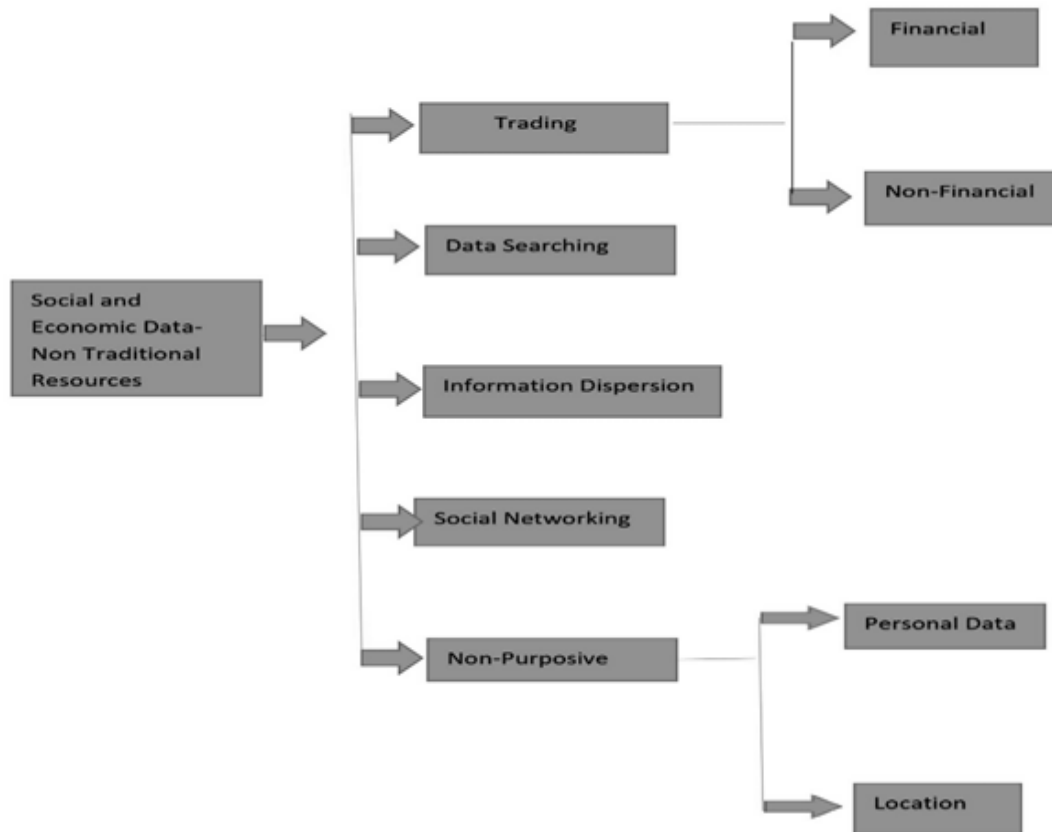 Financial
Trading
Non-Financial
Data Searching
Social and
Economic Data-
Non Traditional
Resources
Information Dispersion
Social Networking
Non-Purposive
Personal Data
Location